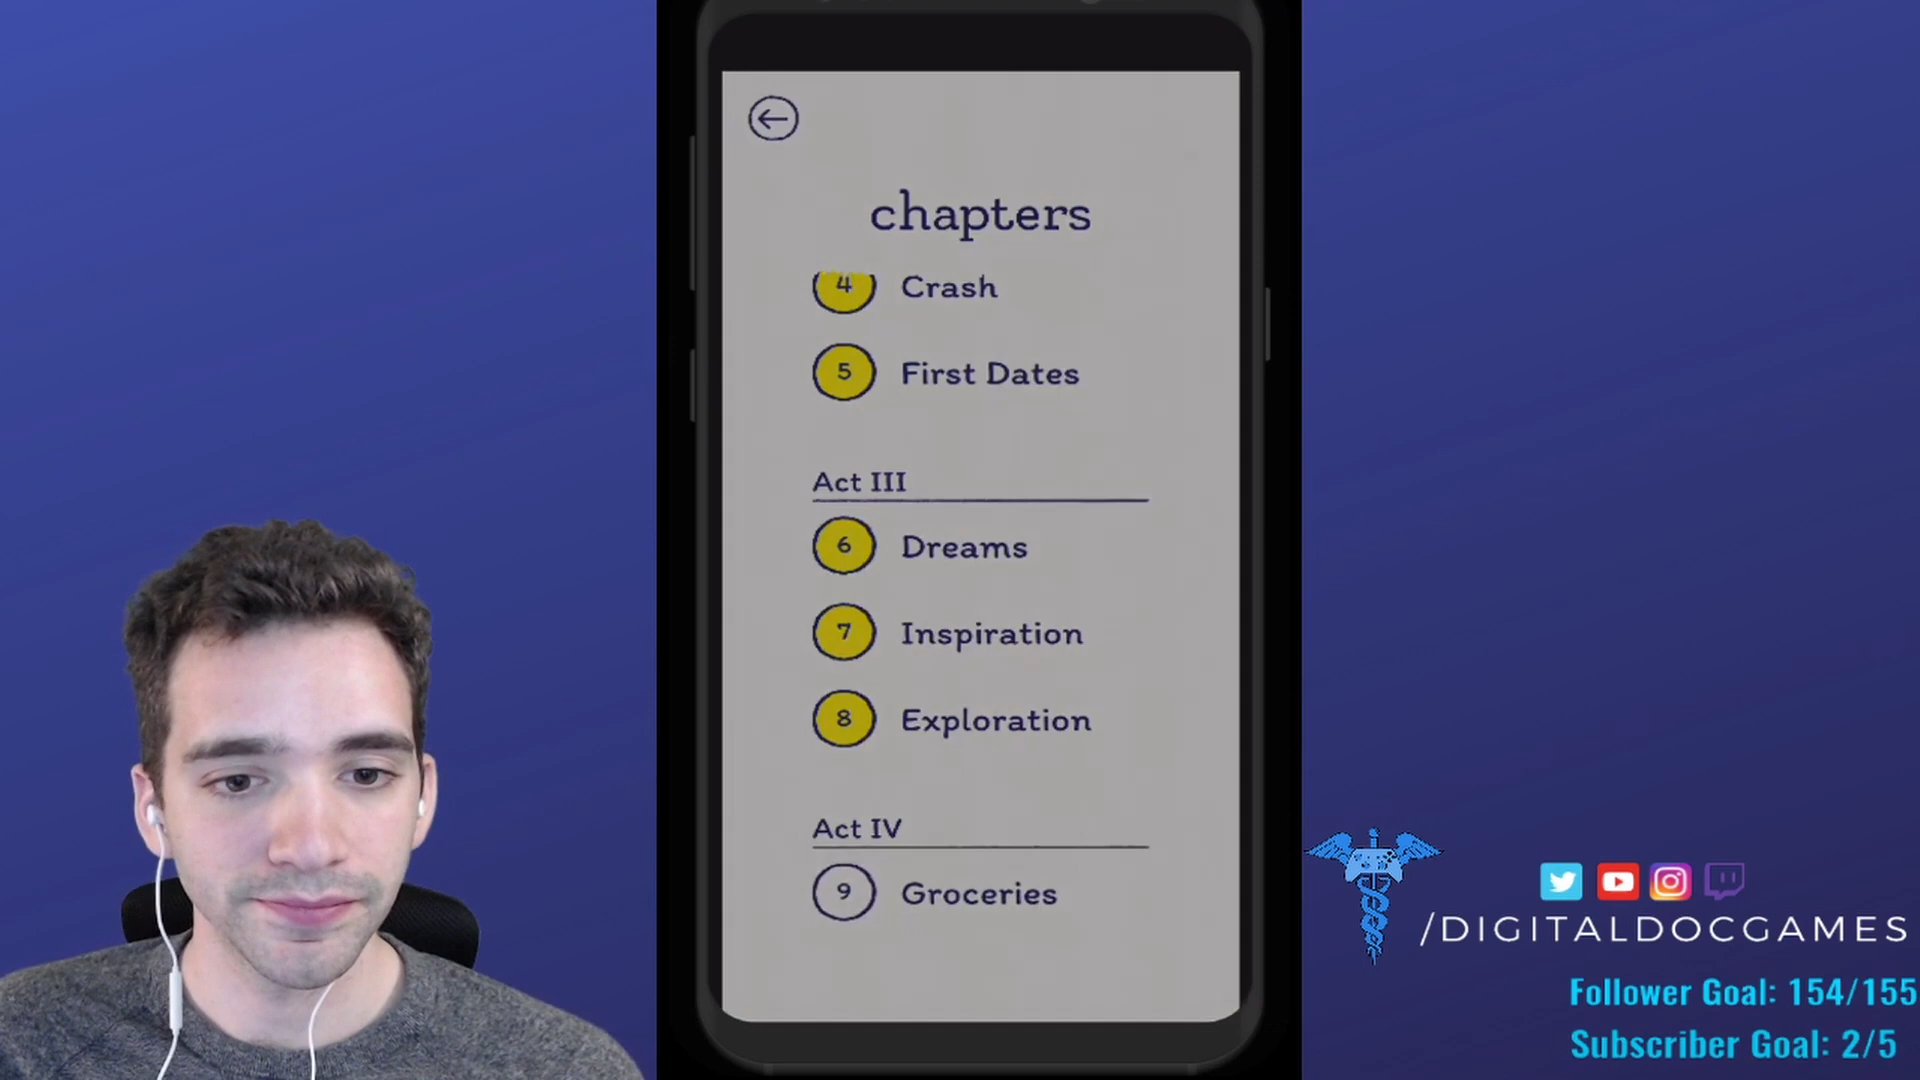 chapters
4 Crash
5 First Dates
Act III
6 Dreams
7 Inspiration
8 Exploration
Act IV
9 Groceries
/DIGITALDOCGAMES
Follower Goal: 154/155
Subscriber Goal: 2/5